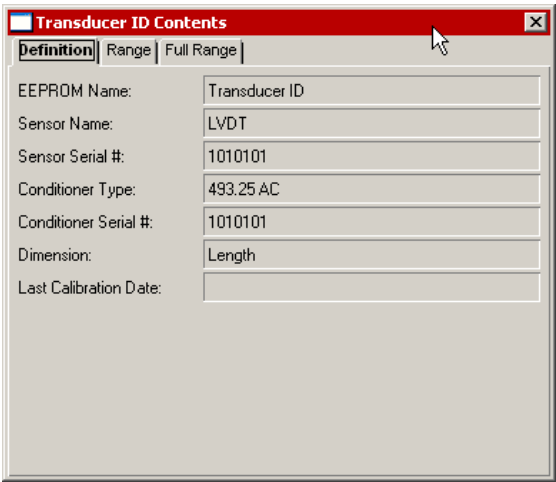 Transducer ID Contents
Definition Range Full Range
EEPROM Name: Transducer ID
Sensor Name: LVDT
Sensor Serial #: 1010101
Conditioner Type: 493.25 AC
Conditioner Serial #: 1010101
Dimension: Length
Last Calibration Date: